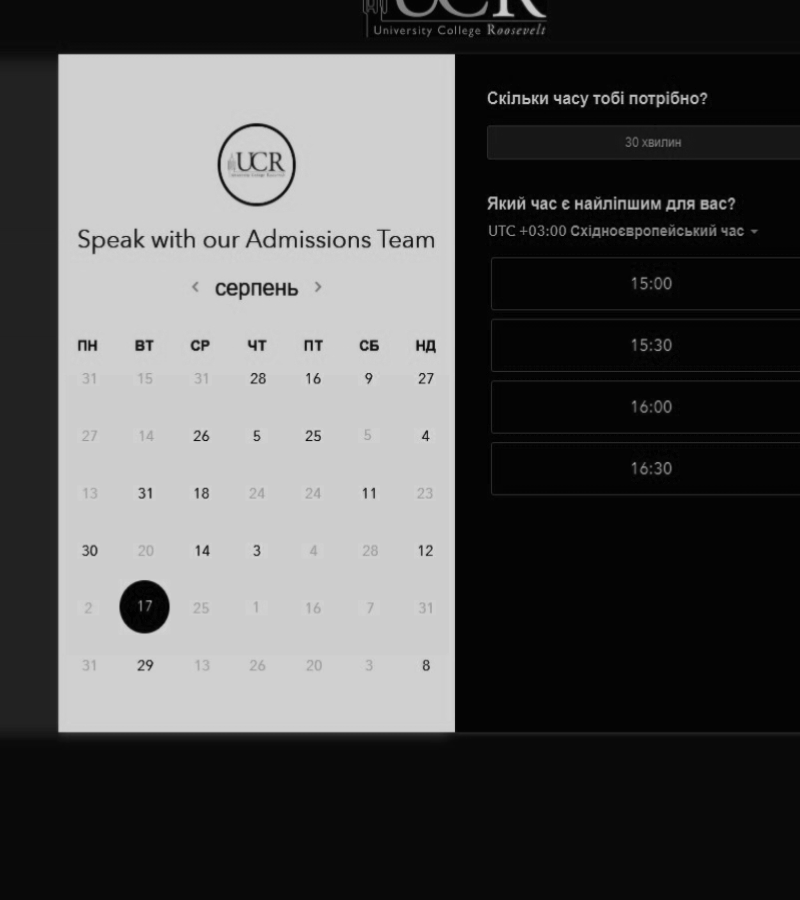 UCR
University College Roosevelt
UCR
University College Roosevelt
Speak with our Admissions Team
серпень
ПН ВТ СР ЧТ ПТ СБ НД
31 15 31 28 16 9 27
27 14 26 5 25 5 4
13 31 18 24 24 11 23
30 20 14 3 4 28 12
2 17 25 1 16 7 31
31 29 13 26 20 3 8
Скільки часу тобі потрібно?
30 хвилин
Який час є найліпшим для вас?
UTC +03:00 Східноєвропейський час
15:00
15:30
16:00
16:30